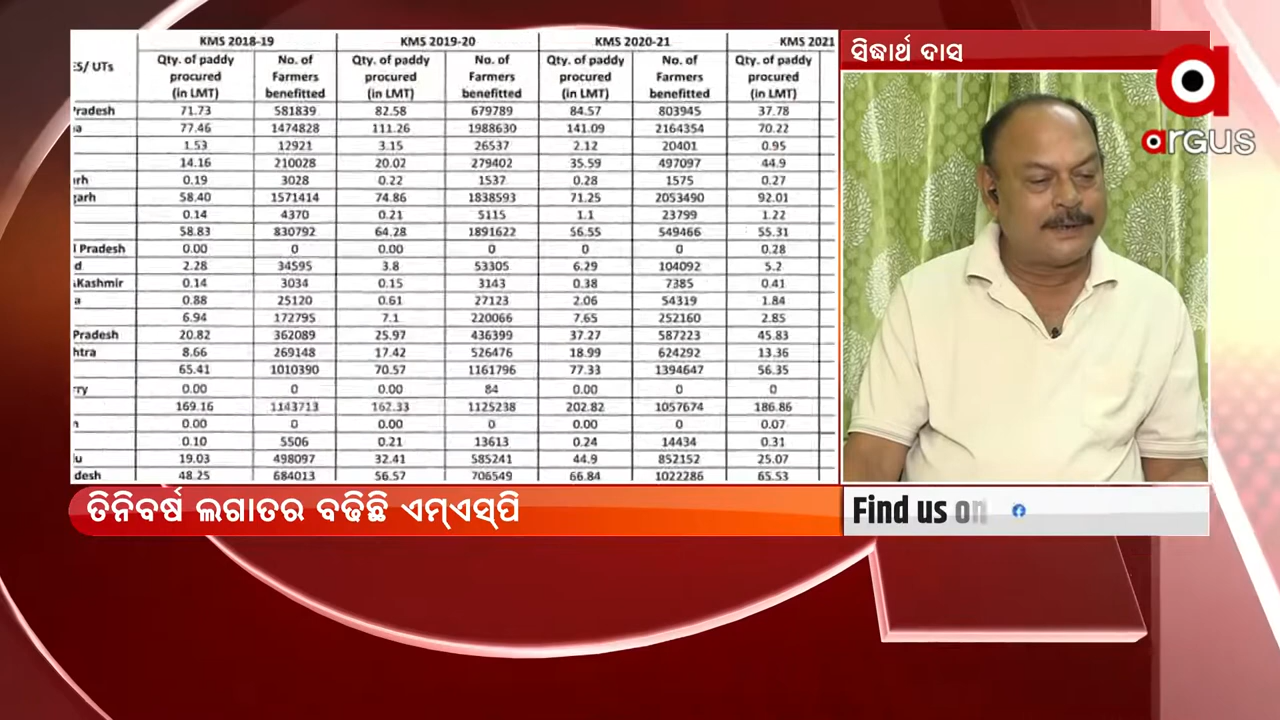 KMS 2018-19 KMS 2019-20 KMS 2020-21 KMS 2021
ES/ UTs Qty. of paddy procured (in LMT) No. of Farmers benefitted Qty. of paddy procured (in LMT) No. of Farmers benefitted Qty. of paddy procured (in LMT) No. of Farmers benefitted Qty. of paddy procured (in LMT)
Pradesh 71.73 581839 82.58 679789 84.57 803945 37.78
na 77.46 1474828 111.26 1988630 141.09 2164354 70.22
1.53 12921 3.15 26537 2.12 20401 0.95
14.16 210028 20.02 279402 35.59 497097 44.9
rh 0.19 3028 0.22 1537 0.28 1575 0.27
garh 58.40 1571414 74.86 1838593 71.25 2053490 92.01
0.14 4370 0.21 5115 1.1 23799 1.22
58.83 830792 64.28 1891622 56.55 549466 55.31
l Pradesh 0.00 0 0.00 0 0 0 0.28
d 2.28 34595 3.8 53305 6.29 104092 5.2
Kashmir 0.14 3034 0.15 3143 0.38 7385 0.41
a 0.88 25120 0.61 27123 2.06 54319 1.84
6.94 172795 7.1 220066 7.65 252160 2.85
Pradesh 20.82 362089 25.97 436399 37.27 587223 45.83
htra 8.66 269148 17.42 526476 18.99 624292 13.36
65.41 1010390 70.57 1161796 77.33 1394647 56.35
ry 0.00 0 0.00 84 0.00 0 0
169.16 1143713 162.33 1125238 202.82 1057674 186.86
n 0.00 0 0.00 0 0.00 0 0.07
0.10 5506 0.21 13613 0.24 14434 0.31
lu 19.03 498097 32.41 585241 44.9 852152 25.07
desh 48.25 684013 56.57 706549 66.84 1022286 65.53
ସିଦ୍ଧାର୍ଥ ଦାସ
argus
ତିନିବର୍ଷ ଲଗାତର ବଢିଛି ଏମ୍ଏସ୍‌ପି
Find us on